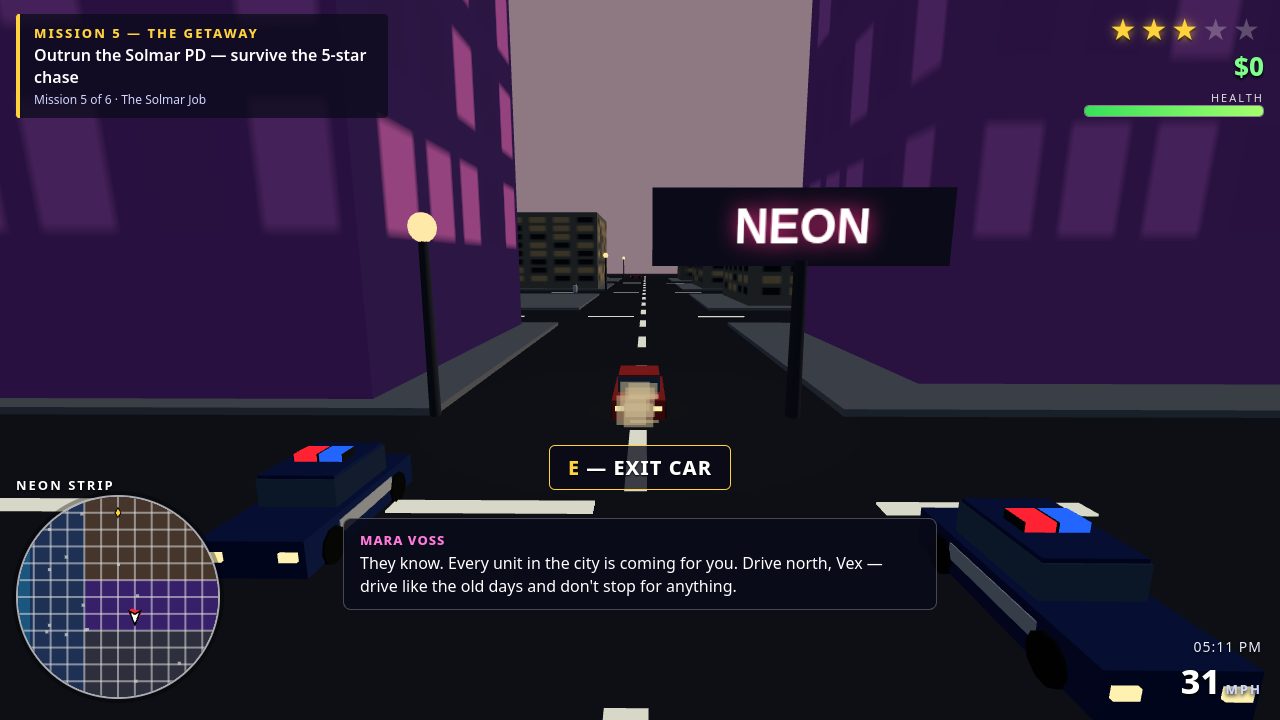 MISSION 5 — THE GETAWAY
Outrun the Solmar PD — survive the 5-star
chase
Mission 5 of 6 · The Solmar Job
$0
HEALTH
NEON
E — EXIT CAR
NEON STRIP
MARA VOSS
They know. Every unit in the city is coming for you. Drive north, Vex —
drive like the old days and don't stop for anything.
05:11 PM
31 MPH